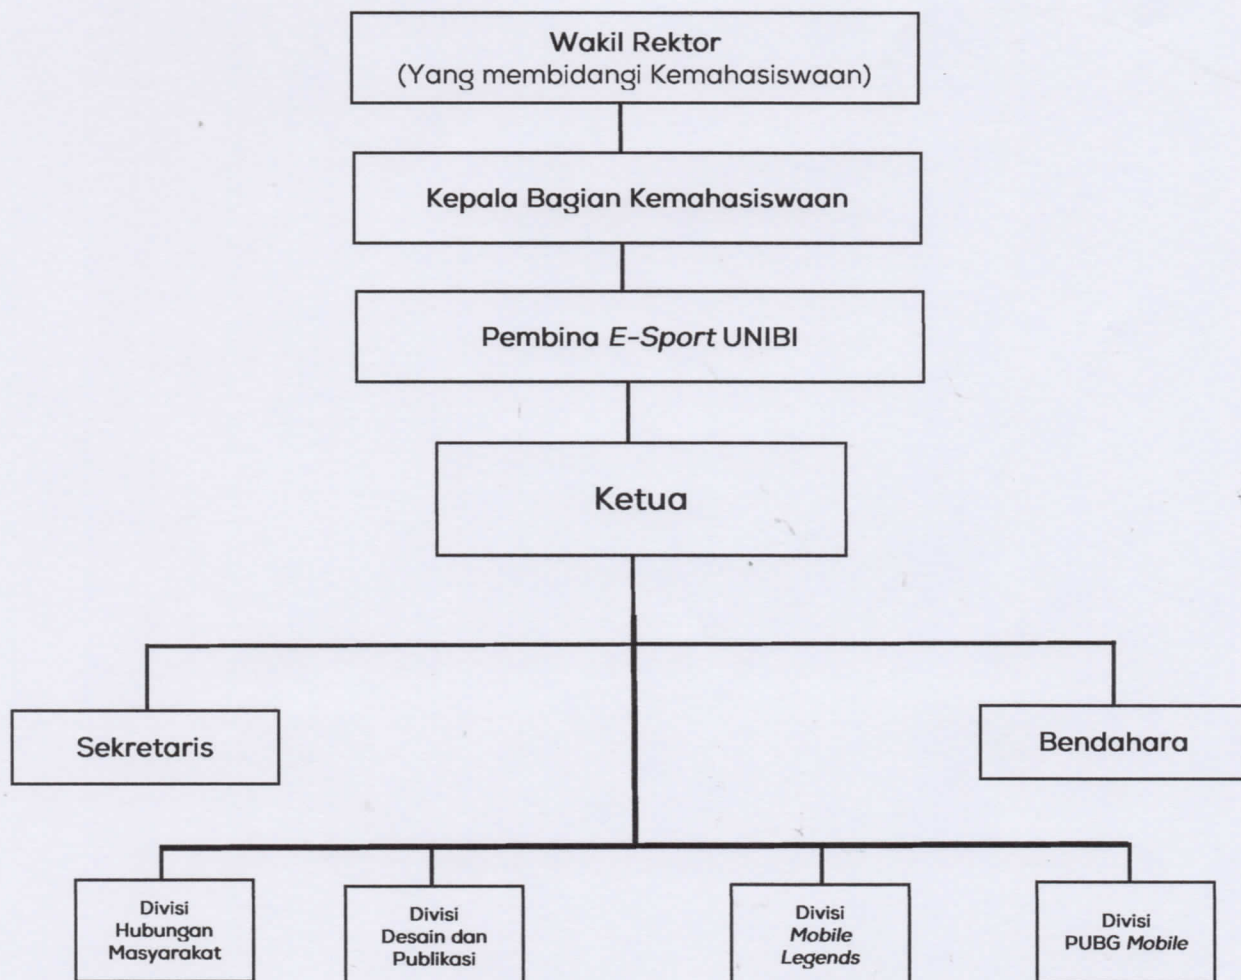 Wakil Rektor
(Yang membidangi Kemahasiswaan)
Kepala Bagian Kemahasiswaan
Pembina E-Sport UNIBI
Ketua
Sekretaris
Bendahara
Divisi
Hubungan
Masyarakat
Divisi
Desain dan
Publikasi
Divisi
Mobile
Legends
Divisi
PUBG Mobile